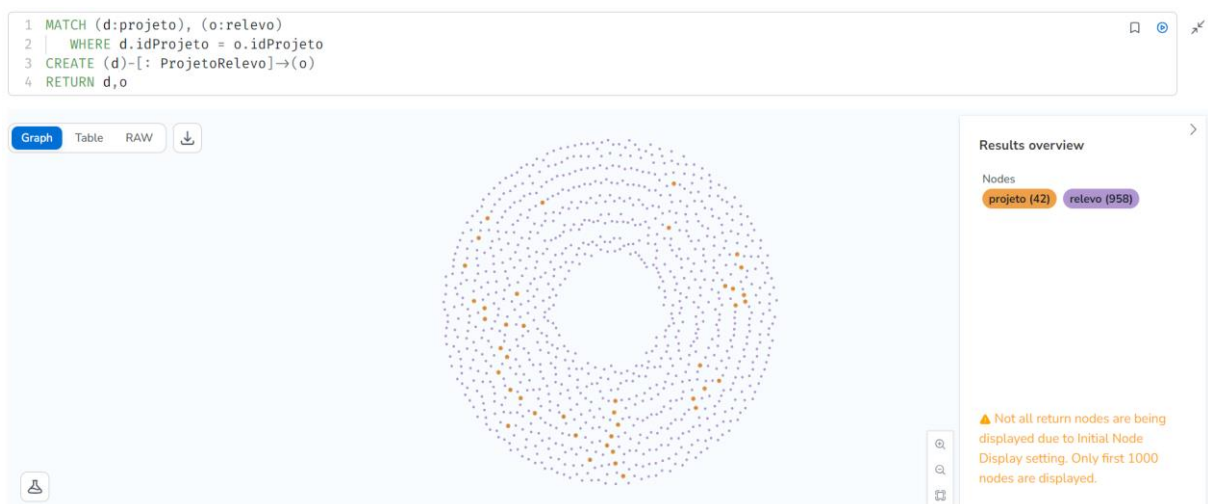 1 MATCH (d:projeto), (o:relevo)
2 WHERE d.idProjeto = o.idProjeto
3 CREATE (d)-[: ProjetoRelevo]→(o)
4 RETURN d,o
Graph Table RAW
Results overview
Nodes
projeto (42) relevo (958)
Not all return nodes are being
displayed due to Initial Node
Display setting. Only first 1000
nodes are displayed.